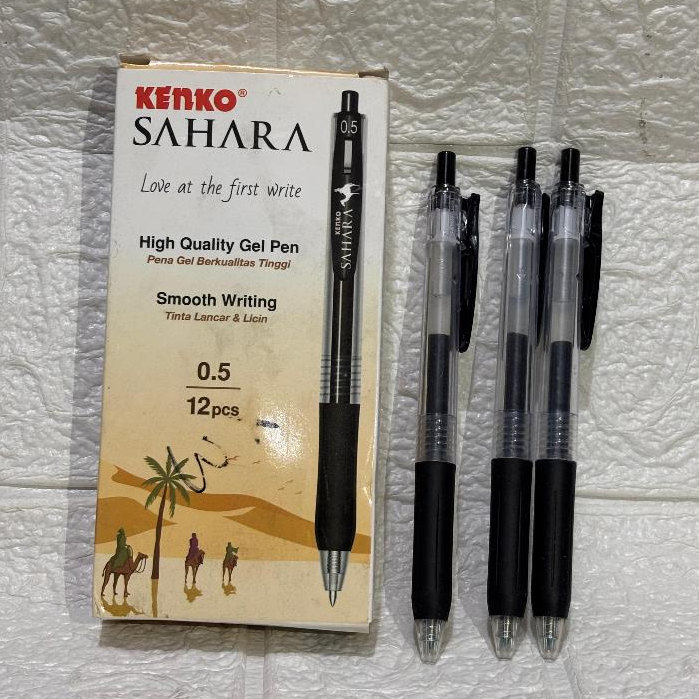 KENKO®
SAHARA
Love at the first write
High Quality Gel Pen
Pena Gel Berkualitas Tinggi
Smooth Writing
Tinta Lancar & Licin
0.5
12pcs
0.5
KENKO
SAHARA